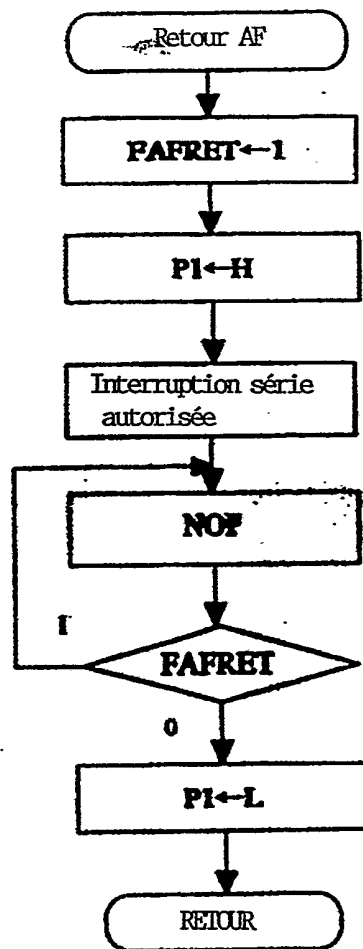 Retour AF
FAFRET←1
P1←H
Interruption série
autorisée
NOP
1
FAFRET
0
P1←L
RETOUR